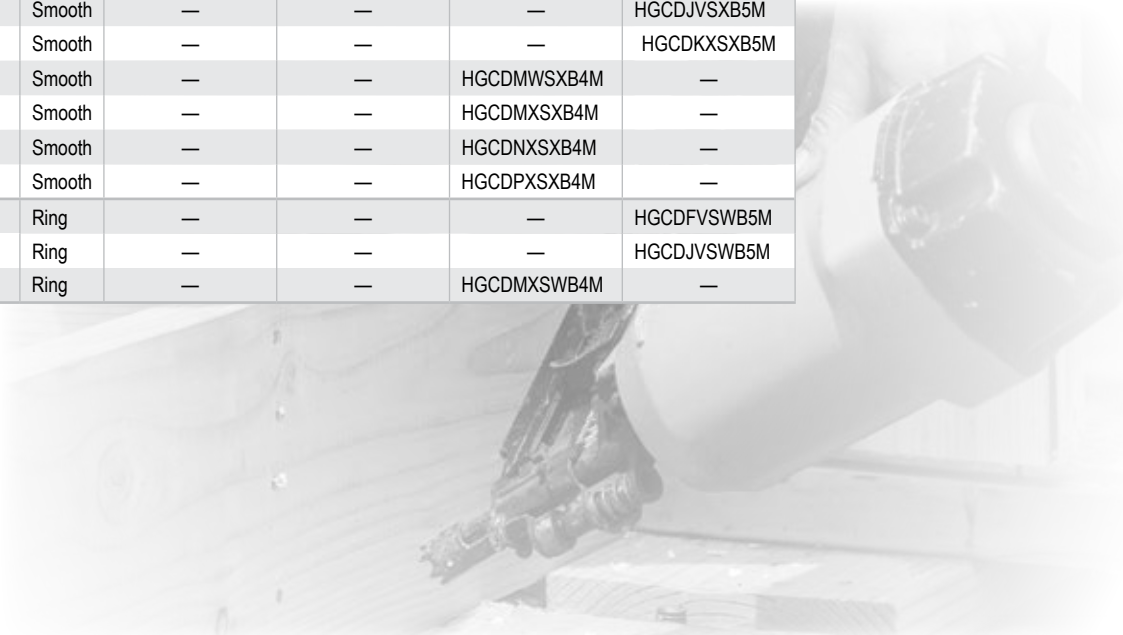 Smooth — — — HGCDJVSXB5M
Smooth — — — HGCDKXSXB5M
Smooth — — HGCDMWSXB4M —
Smooth — — HGCDMXSXB4M —
Smooth — — HGCDNXSXB4M —
Smooth — — HGCDPXSXB4M —
Ring — — — HGCDFVSWB5M
Ring — — — HGCDJVSWB5M
Ring — — HGCDMXSWB4M —